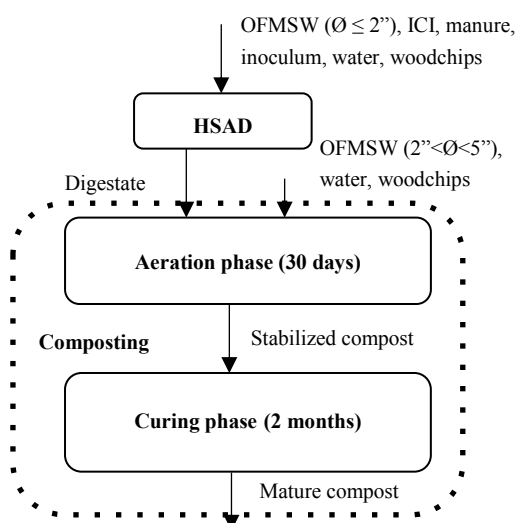 OFMSW (Ø ≤ 2”), ICI, manure,
inoculum, water, woodchips
HSAD
OFMSW (2”<Ø<5”),
water, woodchips
Digestate
Aeration phase (30 days)
Composting
Stabilized compost
Curing phase (2 months)
Mature compost